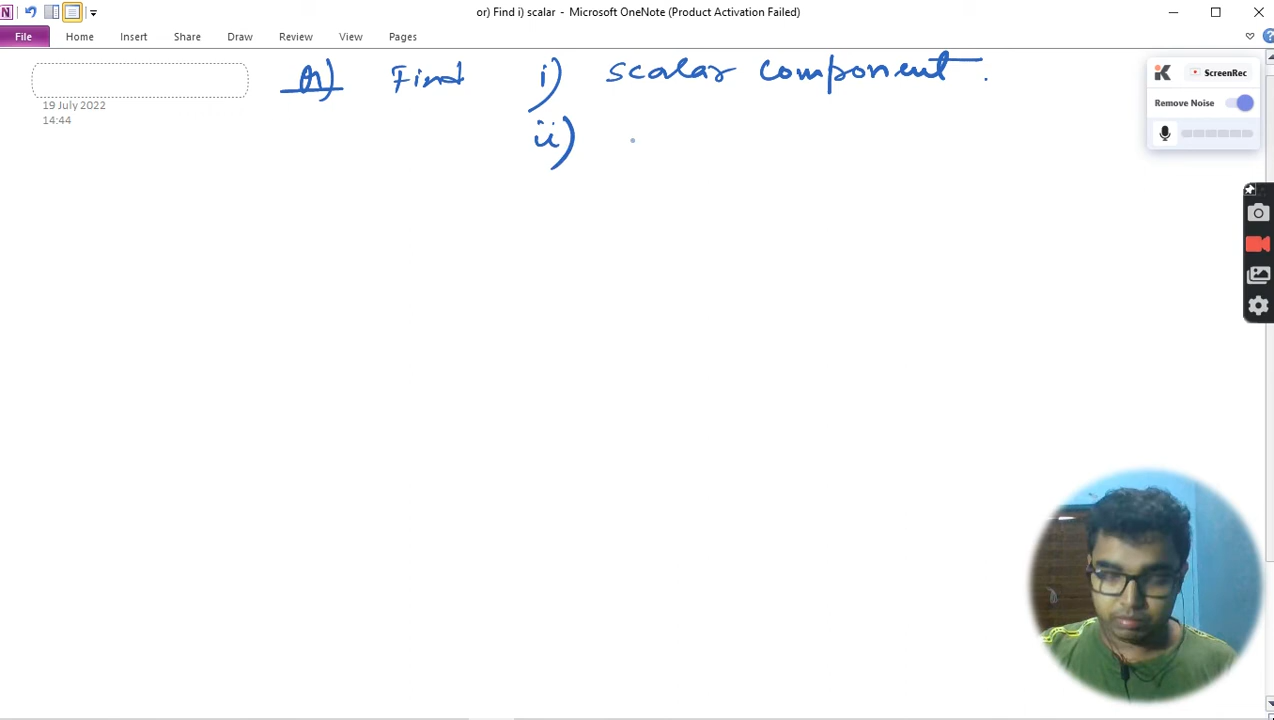 or) Find i) scalar - Microsoft OneNote (Product Activation Failed)
File Home Insert Share Draw Review View Pages
Q) Find i) scalar component.
ii)
19 July 2022
14:44
ScreenRec
Remove Noise